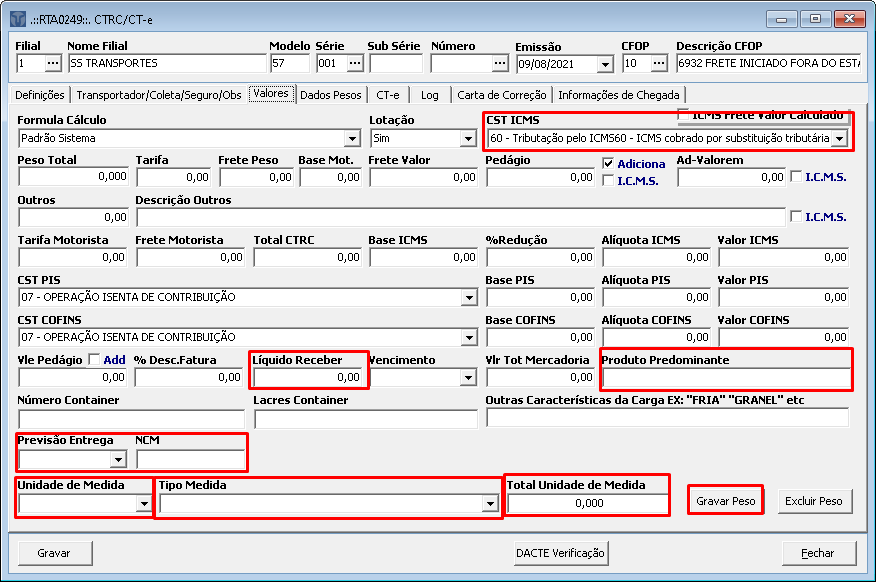 .::RTA0249::. CTRC/CT-e
Filial Nome Filial Modelo Série Sub Série Número Emissão CFOP Descrição CFOP
1 ... SS TRANSPORTES 57 001 ... ... 09/08/2021 10 ... 6932 FRETE INICIADO FORA DO ESTA
Definições Transportador/Coleta/Seguro/Obs Valores Dados Pesos CT-e Log Carta de Correção Informações de Chegada
Formula Cálculo Lotação CST ICMS ICMS Frete Valor Calculado
Padrão Sistema Sim 60 - Tributação pelo ICMS60 - ICMS cobrado por substituição tributária
Peso Total Tarifa Frete Peso Base Mot. Frete Valor Pedágio Adiciona Ad-Valorem
0,000 0,00 0,00 0,00 0,00 0,00 I.C.M.S. 0,00 I.C.M.S.
Outros Descrição Outros
0,00 I.C.M.S.
Tarifa Motorista Frete Motorista Total CTRC Base ICMS %Redução Alíquota ICMS Valor ICMS
0,00 0,00 0,00 0,00 0,00 0,00 0,00
CST PIS Base PIS Alíquota PIS Valor PIS
07 - OPERAÇÃO ISENTA DE CONTRIBUIÇÃO 0,00 0,00 0,00
CST COFINS Base COFINS Alíquota COFINS Valor COFINS
07 - OPERAÇÃO ISENTA DE CONTRIBUIÇÃO 0,00 0,00 0,00
Vle Pedágio Add % Desc.Fatura Líquido Receber Vencimento Vlr Tot Mercadoria Produto Predominante
0,00 0,00 0,00 0,00
Número Container Lacres Container Outras Características da Carga EX: "FRIA" "GRANEL" etc
Previsão Entrega NCM
Unidade de Medida Tipo Medida Total Unidade de Medida
0,000 Gravar Peso Excluir Peso
Gravar DACTE Verificação Fechar